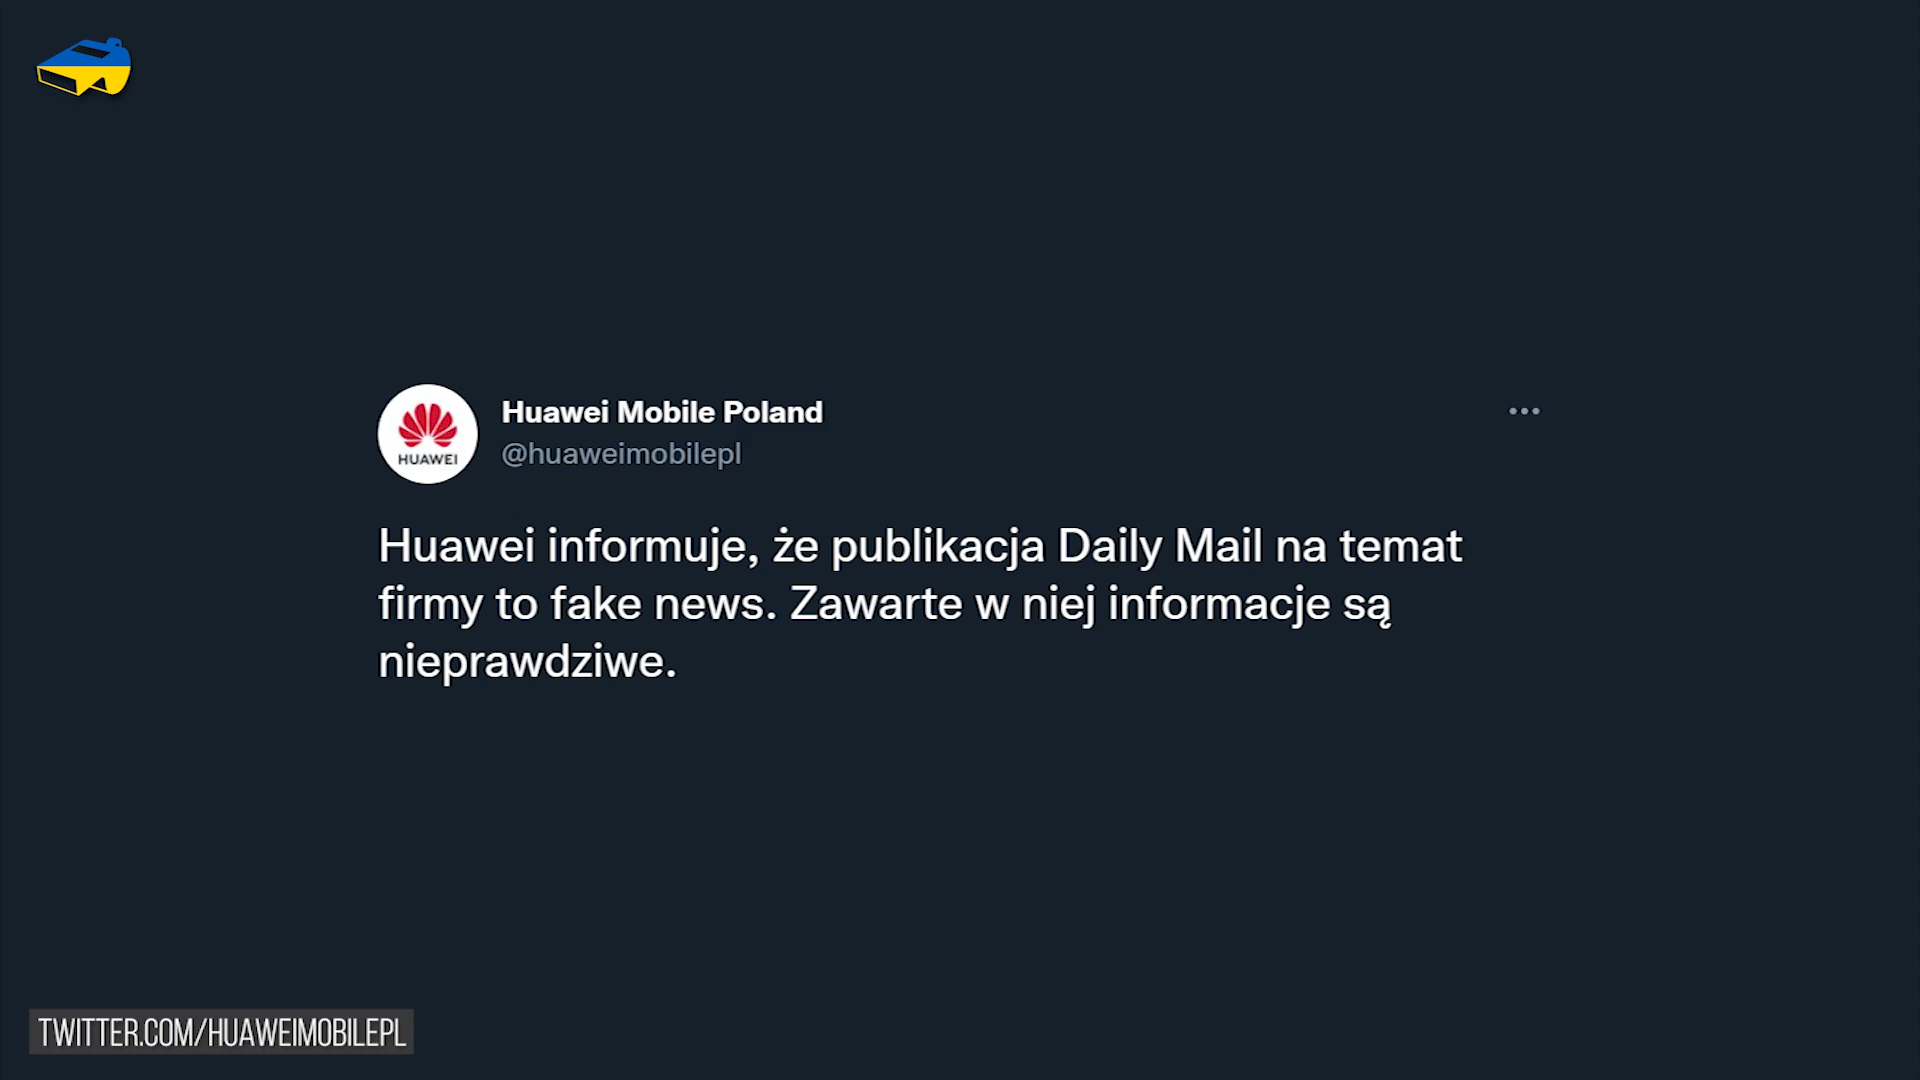 Huawei Mobile Poland
@huaweimobilepl
HUAWEI
Huawei informuje, że publikacja Daily Mail na temat
firmy to fake news. Zawarte w niej informacje są
nieprawdziwe.
TWITTER.COM/HUAWEIMOBILEPL